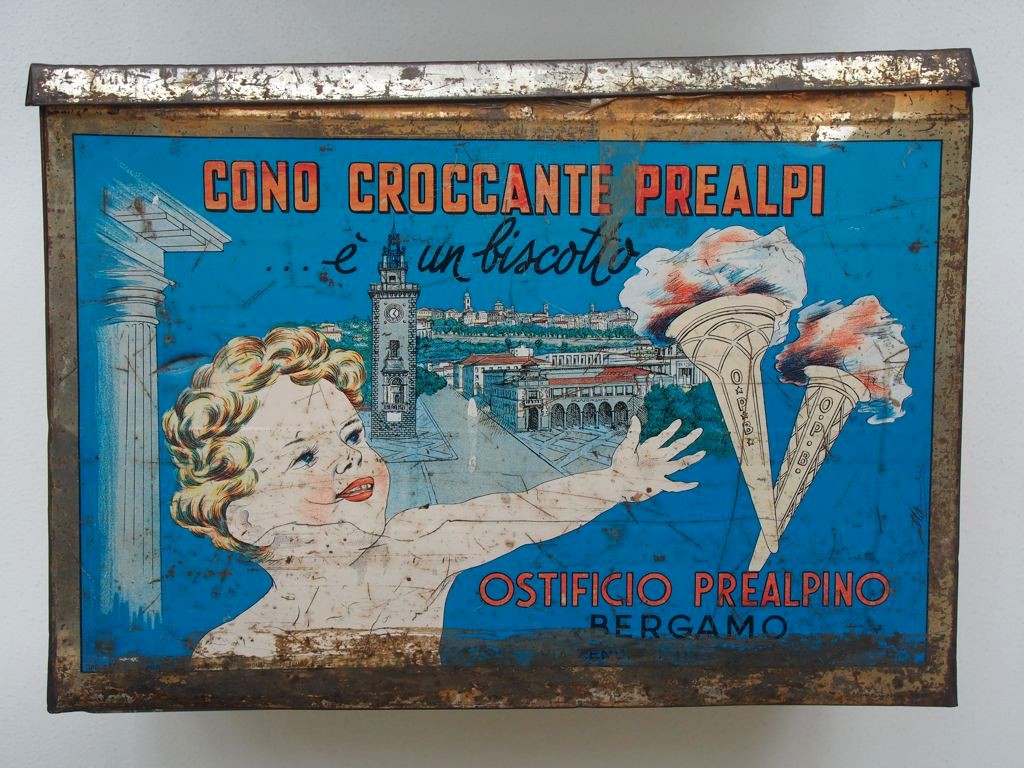 CONO CROCCANTE PREALPI
... è un biscotto
O.P.B.
O.P.B.
OSTIFICIO PREALPINO
BERGAMO